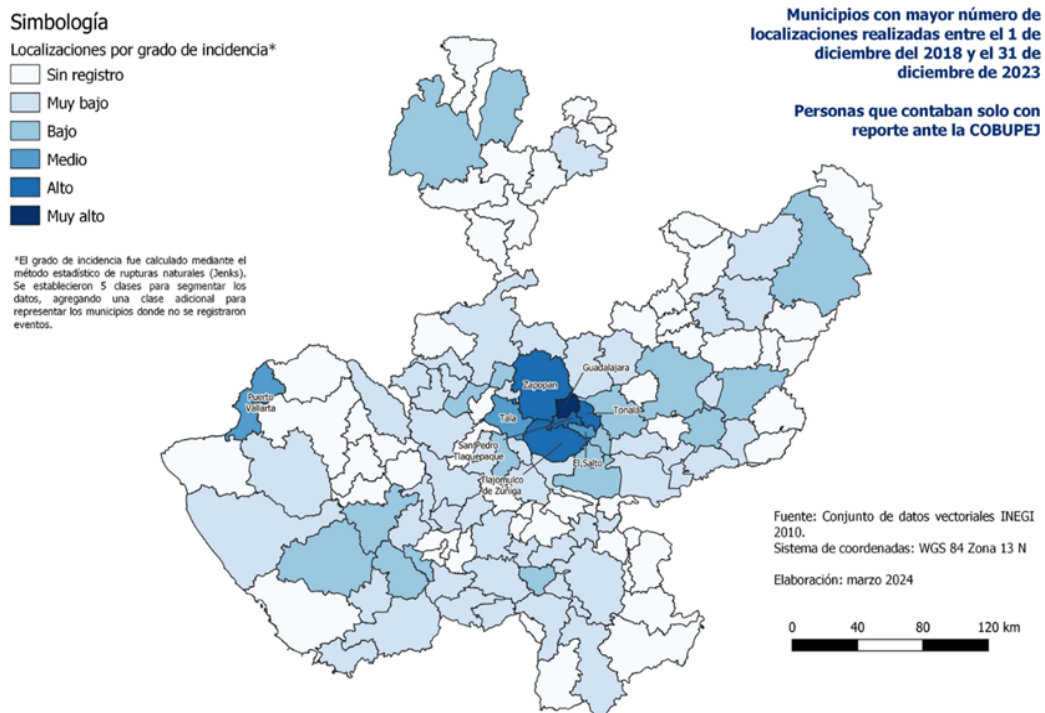 Simbología
Localizaciones por grado de incidencia*
Sin registro
Muy bajo
Bajo
Medio
Alto
Muy alto
*El grado de incidencia fue calculado mediante el
método estadístico de rupturas naturales (Jenks).
Se establecieron 5 clases para segmentar los
datos, agregando una clase adicional para
representar los municipios donde no se registraron
eventos.
Municipios con mayor número de
localizaciones realizadas entre el 1 de
diciembre del 2018 y el 31 de
diciembre de 2023
Personas que contaban solo con
reporte ante la COBUPEJ
Guadalajara
Zapopan
Puerto
Vallarta
Tala
Tonalá
San Pedro
Tlaquepaque
El Salto
Tlajomulco
de Zúñiga
Fuente: Conjunto de datos vectoriales INEGI
2010.
Sistema de coordenadas: WGS 84 Zona 13 N
Elaboración: marzo 2024
0 40 80 120 km